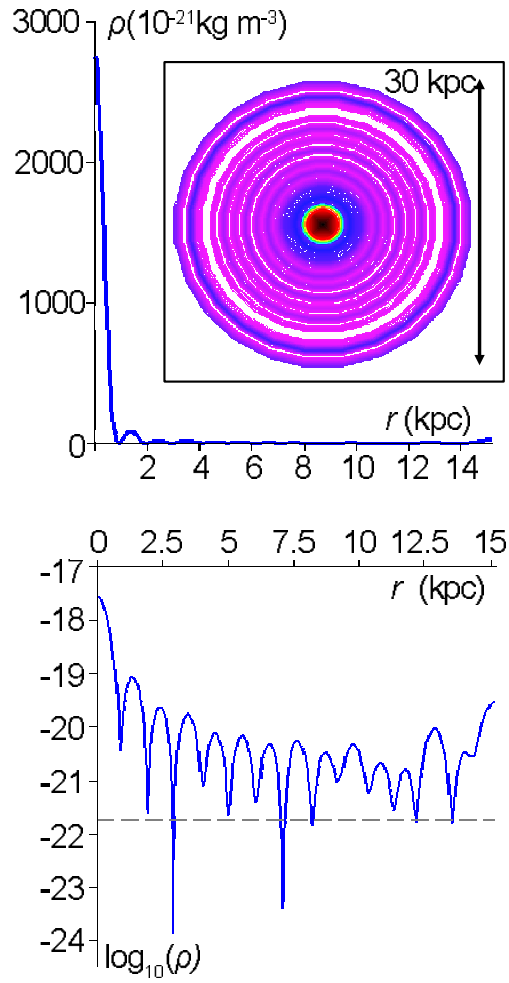 3000
ρ(10⁻²¹kg m⁻³)
30 kpc
2000
1000
r (kpc)
0
2 4 6 8 10 12 14
0 2.5 5 7.5 10 12.5 15
-17
r (kpc)
-18
-19
-20
-21
-22
-23
-24
log₁₀(ρ)